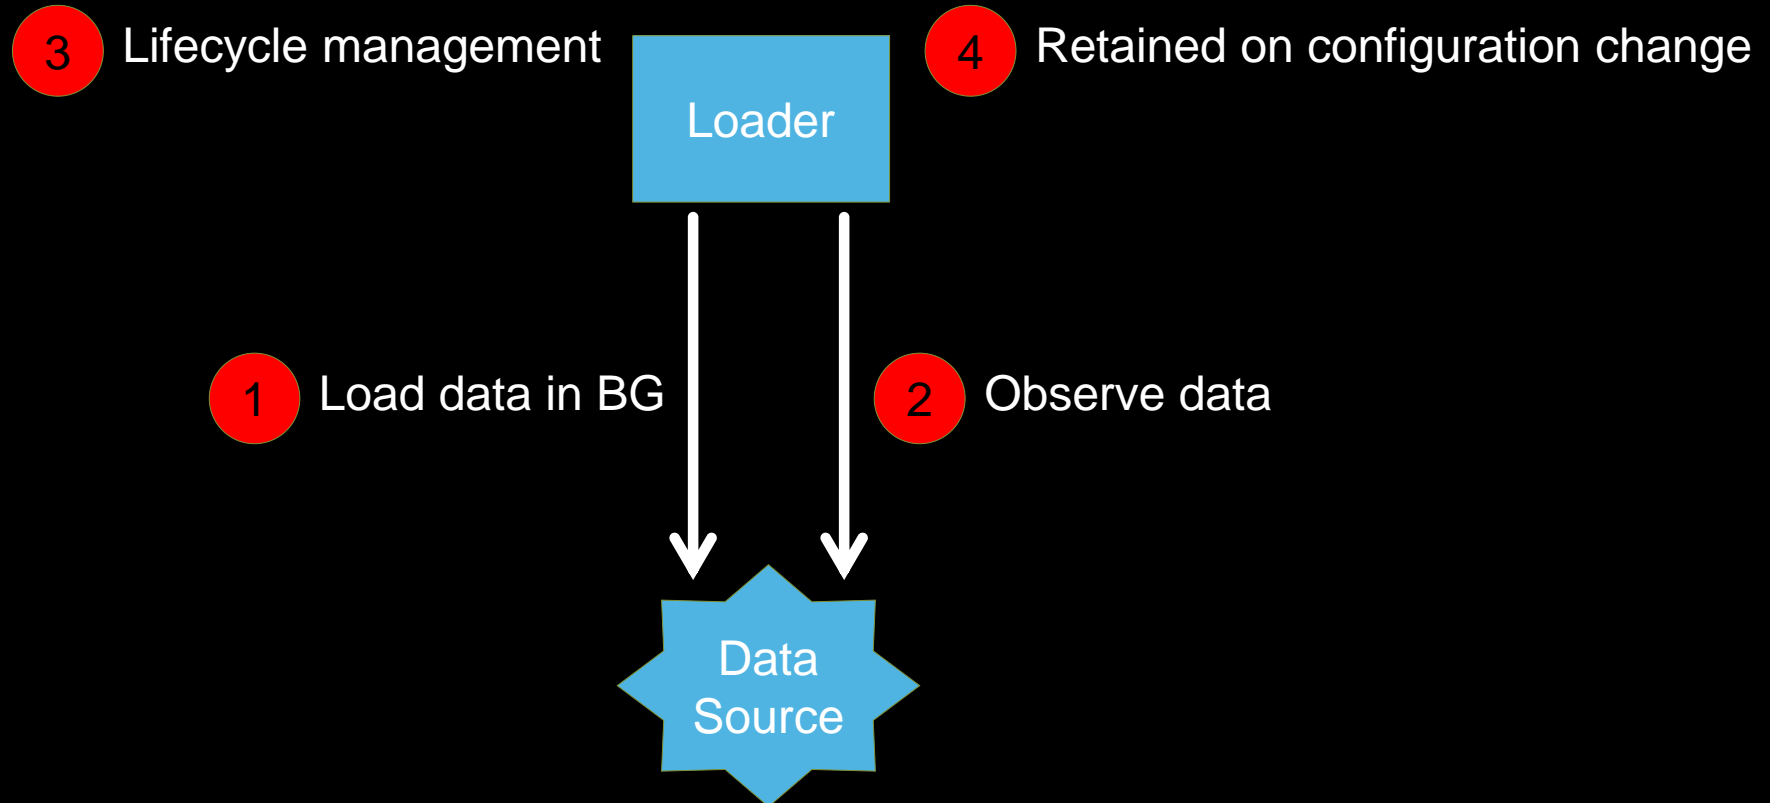 3 Lifecycle management
4 Retained on configuration change
Loader
1 Load data in BG
2 Observe data
Data
Source